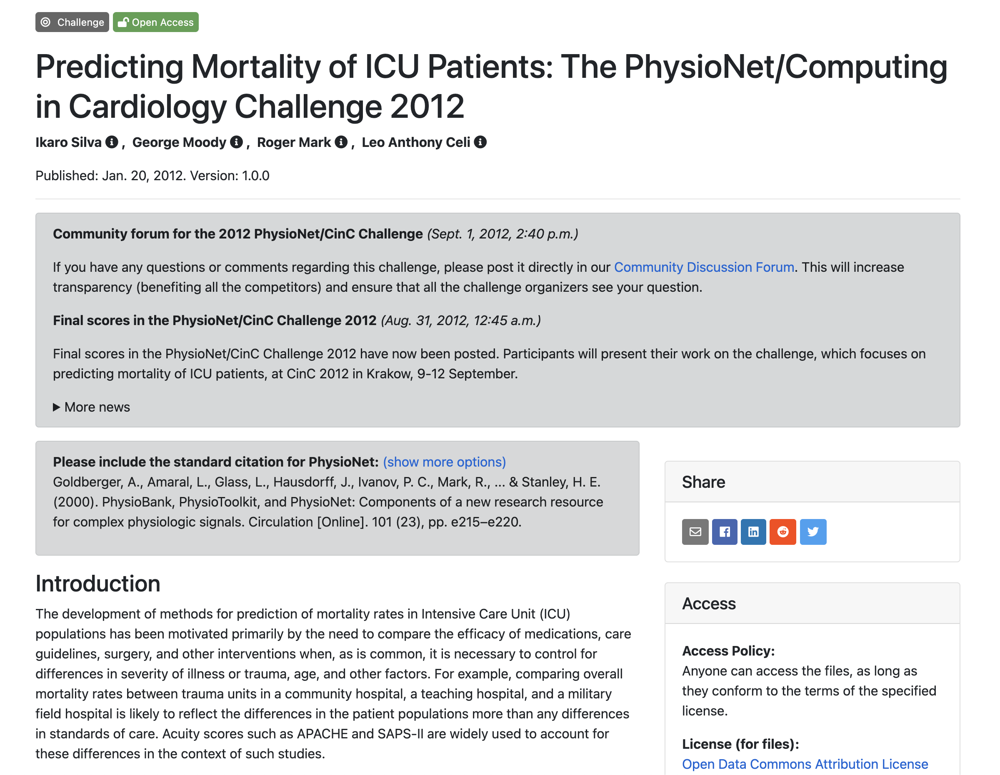 Challenge Open Access
Predicting Mortality of ICU Patients: The PhysioNet/Computing
in Cardiology Challenge 2012
Ikaro Silva , George Moody , Roger Mark , Leo Anthony Celi
Published: Jan. 20, 2012. Version: 1.0.0
Community forum for the 2012 PhysioNet/CinC Challenge (Sept. 1, 2012, 2:40 p.m.)
If you have any questions or comments regarding this challenge, please post it directly in our Community Discussion Forum. This will increase
transparency (benefiting all the competitors) and ensure that all the challenge organizers see your question.
Final scores in the PhysioNet/CinC Challenge 2012 (Aug. 31, 2012, 12:45 a.m.)
Final scores in the PhysioNet/CinC Challenge 2012 have now been posted. Participants will present their work on the challenge, which focuses on
predicting mortality of ICU patients, at CinC 2012 in Krakow, 9-12 September.
More news
Please include the standard citation for PhysioNet: (show more options)
Goldberger, A., Amaral, L., Glass, L., Hausdorff, J., Ivanov, P. C., Mark, R., ... & Stanley, H. E.
(2000). PhysioBank, PhysioToolkit, and PhysioNet: Components of a new research resource
for complex physiologic signals. Circulation [Online]. 101 (23), pp. e215–e220.
Introduction
The development of methods for prediction of mortality rates in Intensive Care Unit (ICU)
populations has been motivated primarily by the need to compare the efficacy of medications, care
guidelines, surgery, and other interventions when, as is common, it is necessary to control for
differences in severity of illness or trauma, age, and other factors. For example, comparing overall
mortality rates between trauma units in a community hospital, a teaching hospital, and a military
field hospital is likely to reflect the differences in the patient populations more than any differences
in standards of care. Acuity scores such as APACHE and SAPS-II are widely used to account for
these differences in the context of such studies.
Share
Access
Access Policy:
Anyone can access the files, as long as
they conform to the terms of the specified
license.
License (for files):
Open Data Commons Attribution License